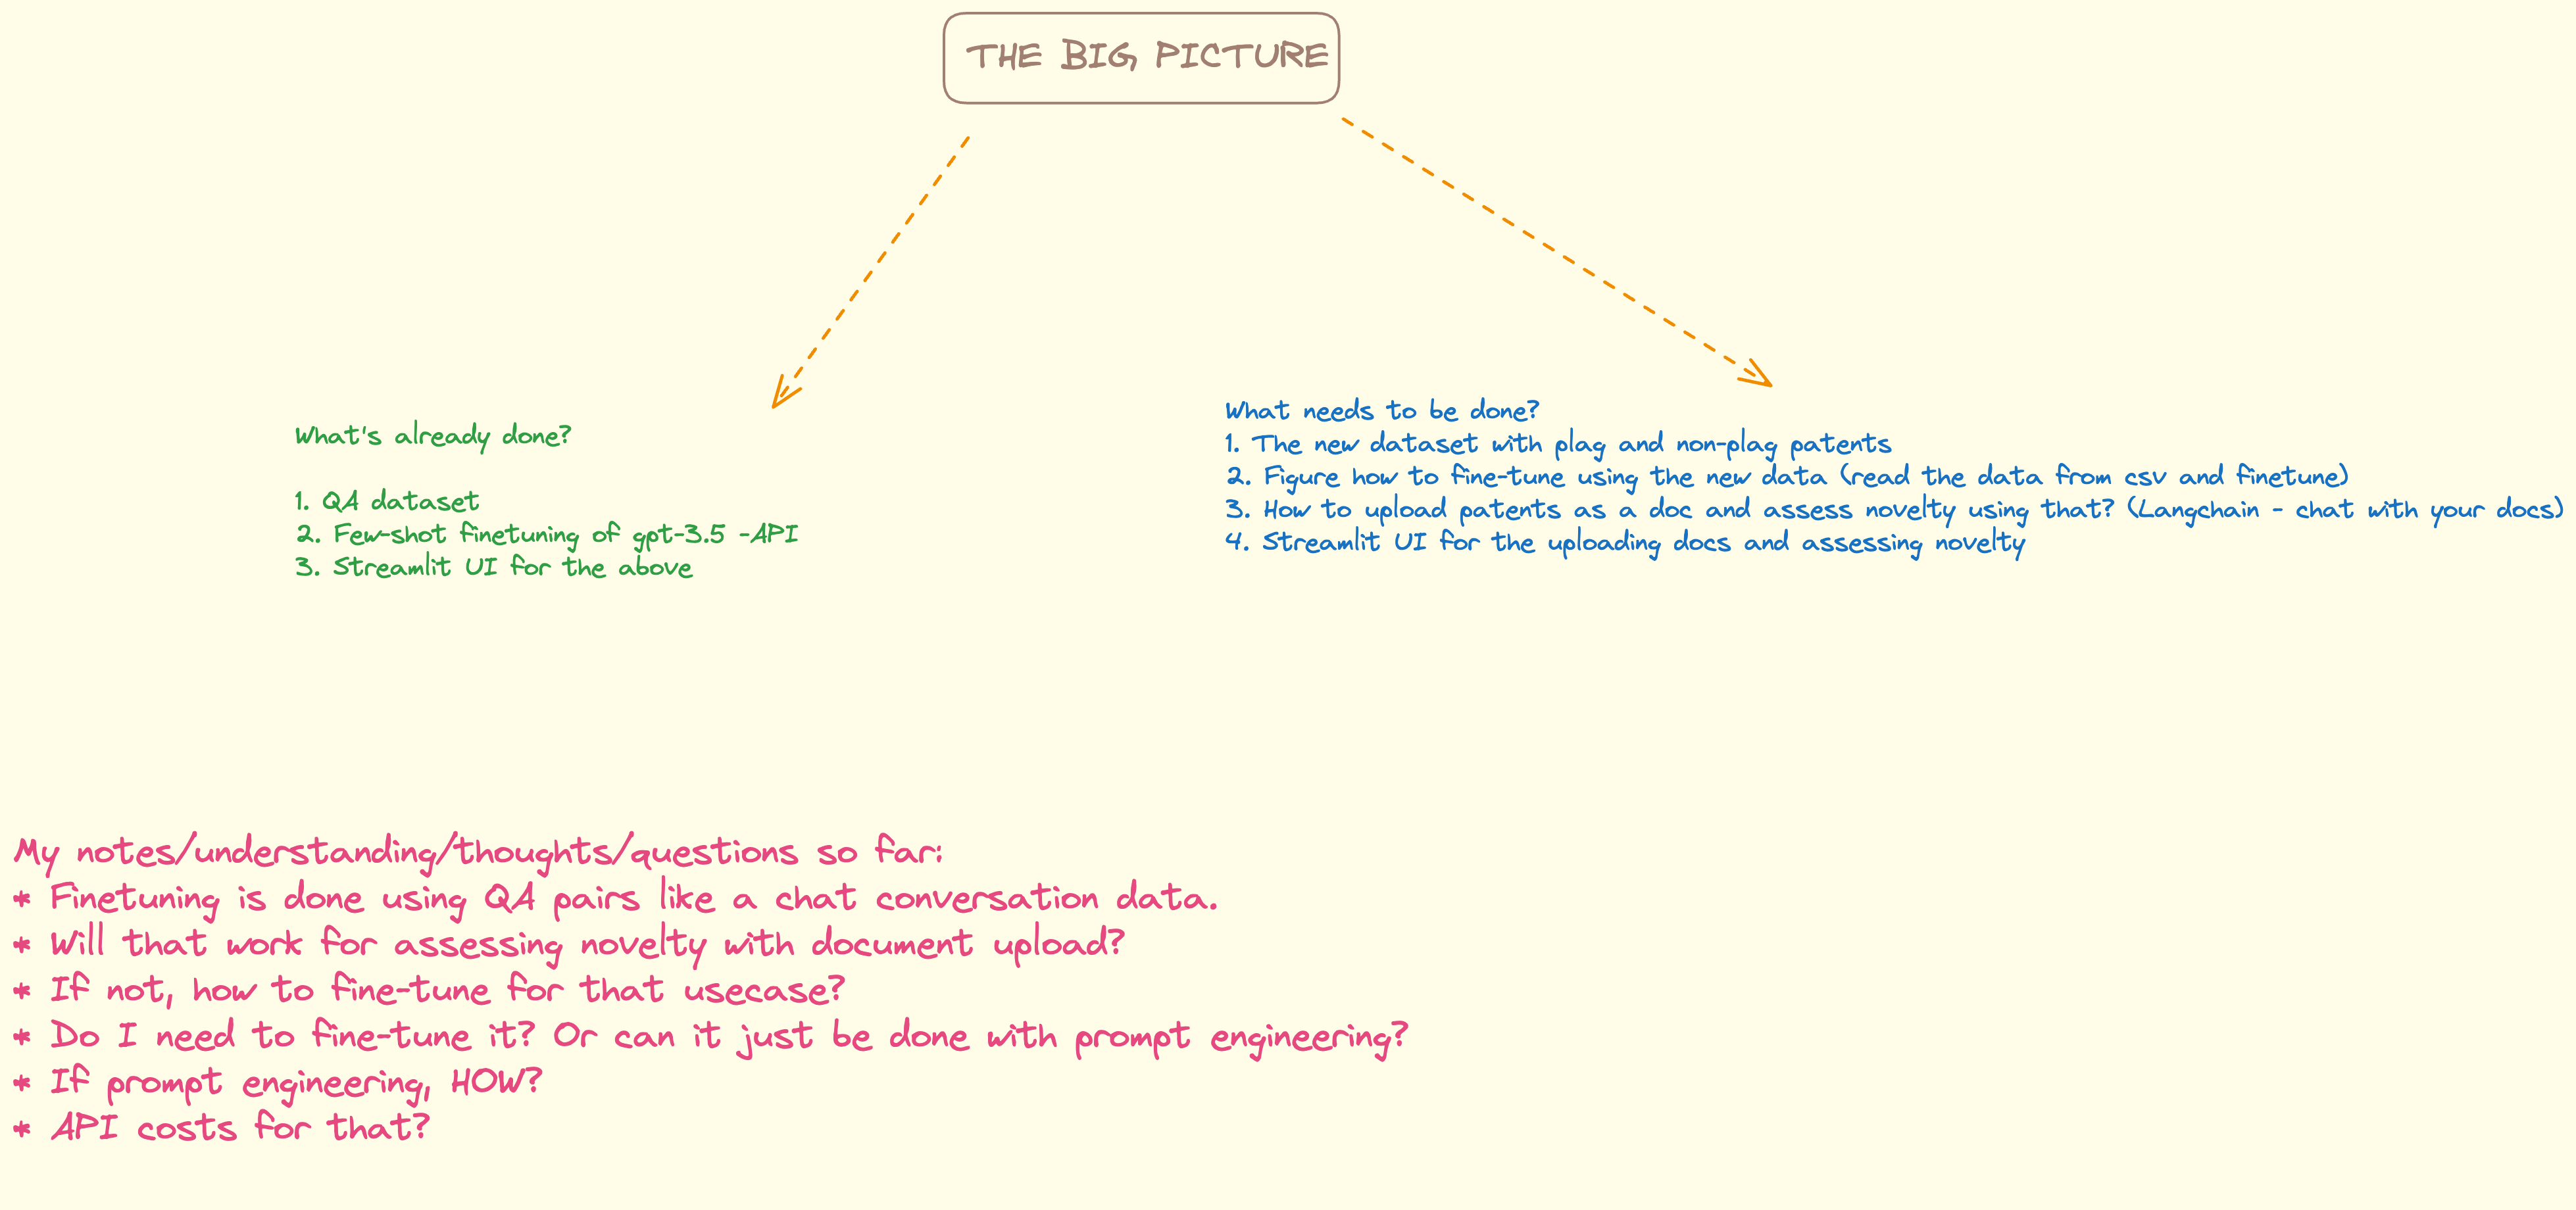 THE BIG PICTURE
What's already done?
1. QA dataset
2. Few-shot finetuning of gpt-3.5 -API
3. Streamlit UI for the above
What needs to be done?
1. The new dataset with plag and non-plag patents
2. Figure how to fine-tune using the new data (read the data from csv and finetune)
3. How to upload patents as a doc and assess novelty using that? (Langchain - chat with your docs)
4. Streamlit UI for the uploading docs and assessing novelty
My notes/understanding/thoughts/questions so far:
* Finetuning is done using QA pairs like a chat conversation data.
* Will that work for assessing novelty with document upload?
* If not, how to fine-tune for that usecase?
* Do I need to fine-tune it? Or can it just be done with prompt engineering?
* If prompt engineering, HOW?
* API costs for that?